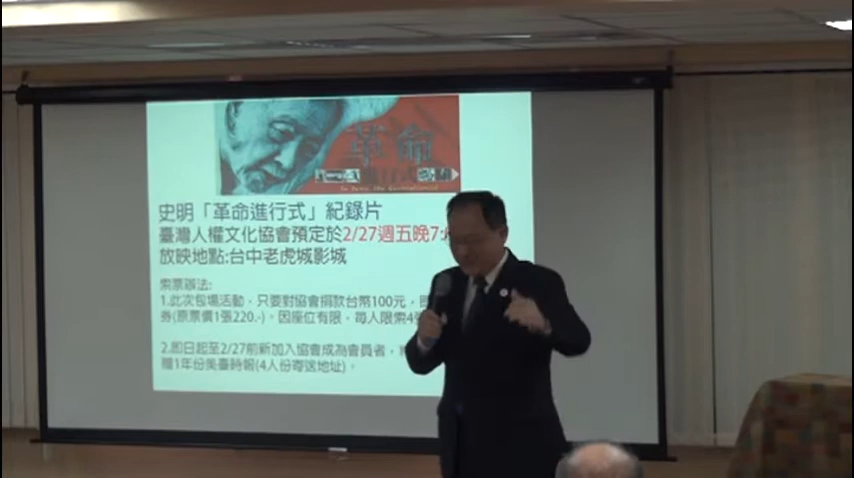 革命
進行式
史明「革命進行式」紀錄片
臺灣人權文化協會預定於2/27週五晚7:
放映地點:台中老虎城影城
索票辦法:
1.此次包場活動，只要對協會捐款台幣100元，
券(原票價1張220.-)。因座位有限，每人限索4
2.即日起至2/27前新加入協會成為會員者，
贈1年份美臺時報(4人份寄送地址)。